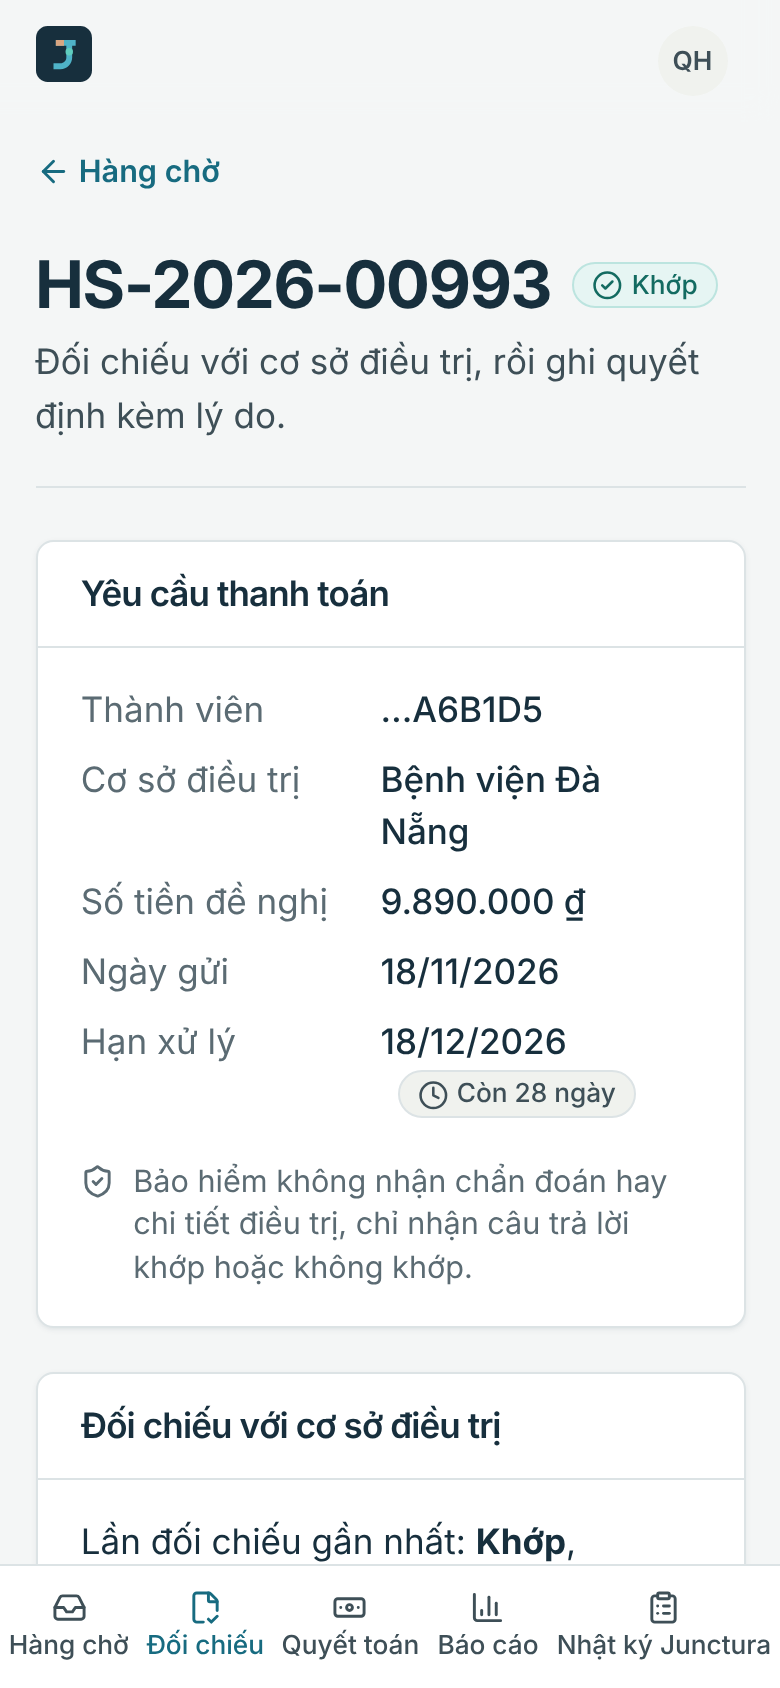 QH
Hàng chờ
HS-2026-00993
Khớp
Đối chiếu với cơ sở điều trị, rồi ghi quyết
định kèm lý do.
Yêu cầu thanh toán
Thành viên
...A6B1D5
Cơ sở điều trị
Bệnh viện Đà
Nẵng
Số tiền đề nghị
9.890.000 ₫
Ngày gửi
18/11/2026
Hạn xử lý
18/12/2026
Còn 28 ngày
Bảo hiểm không nhận chẩn đoán hay
chi tiết điều trị, chỉ nhận câu trả lời
khớp hoặc không khớp.
Đối chiếu với cơ sở điều trị
Lần đối chiếu gần nhất: Khớp,
Hàng chờ
Đối chiếu
Quyết toán
Báo cáo
Nhật ký Junctura